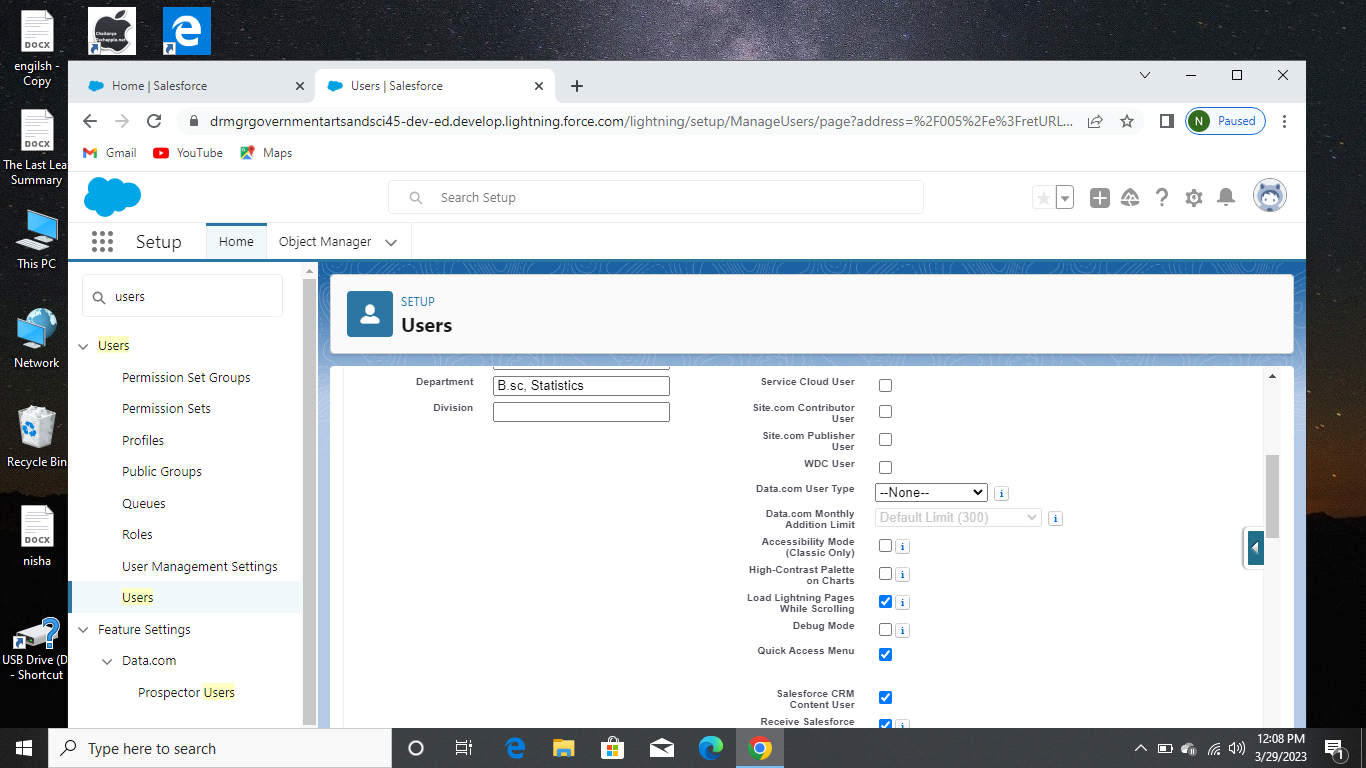 Chaitanya
Techappla.net
DOCX
engilsh -
Copy
DOCX
The Last Lea
Summary
This PC
Network
Recycle Bin
DOCX
nisha
USB Drive (D
- Shortcut
Home | Salesforce
Users | Salesforce
drmgrgovernmentartsandsci45-dev-ed.develop.lightning.force.com/lightning/setup/ManageUsers/page?address=%2F005%2Fe%3FretURL...
N Paused
Gmail YouTube Maps
Search Setup
Setup Home Object Manager
users
Users
Permission Set Groups
Permission Sets
Profiles
Public Groups
Queues
Roles
User Management Settings
Users
Feature Settings
Data.com
Prospector Users
SETUP
Users
Department B.sc, Statistics
Division
Service Cloud User
Site.com Contributor
User
Site.com Publisher
User
WDC User
Data.com User Type --None-- i
Data.com Monthly
Addition Limit Default Limit (300) i
Accessibility Mode
(Classic Only) i
High-Contrast Palette
on Charts i
Load Lightning Pages
While Scrolling i
Debug Mode i
Quick Access Menu
Salesforce CRM
Content User
Receive Salesforce i
Type here to search
12:08 PM
3/29/2023
1